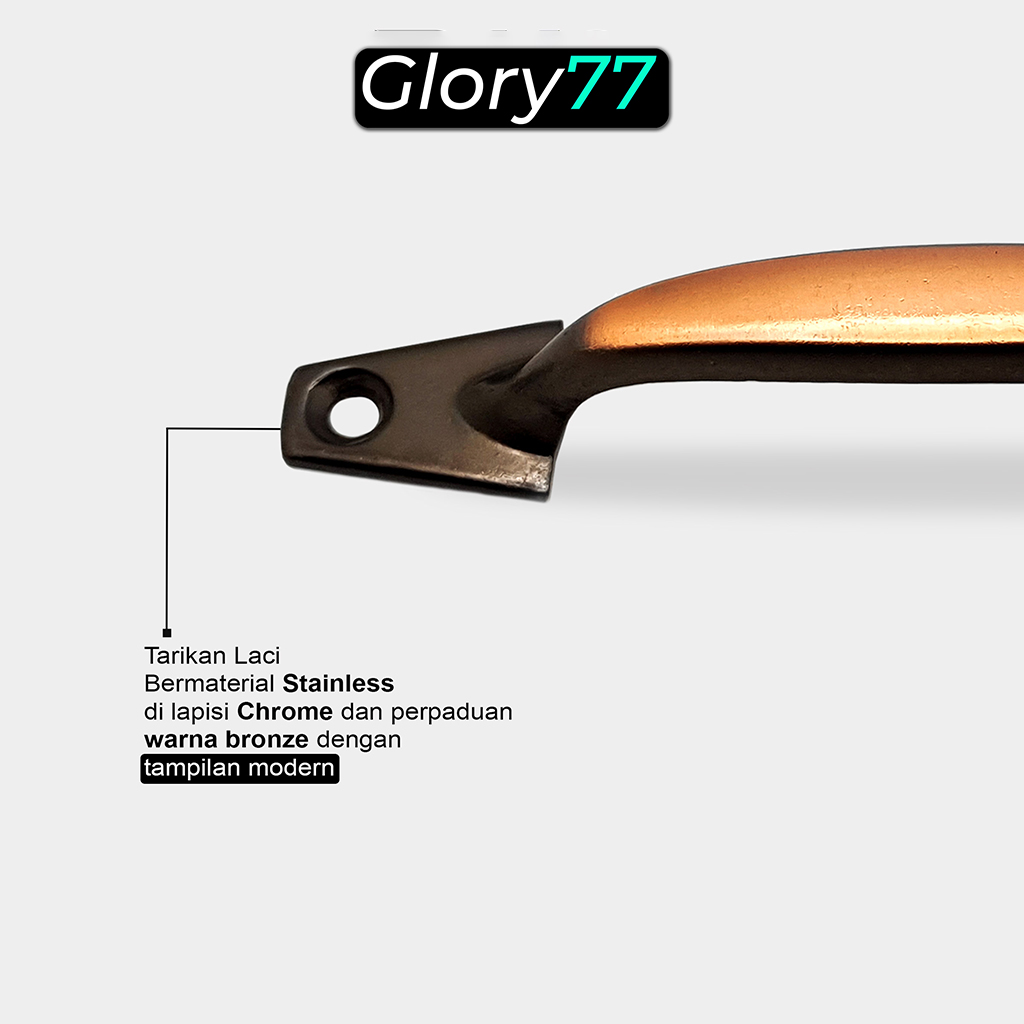 Glory77
Tarikan Laci
Bermaterial Stainless
di lapisi Chrome dan perpaduan
warna bronze dengan
tampilan modern